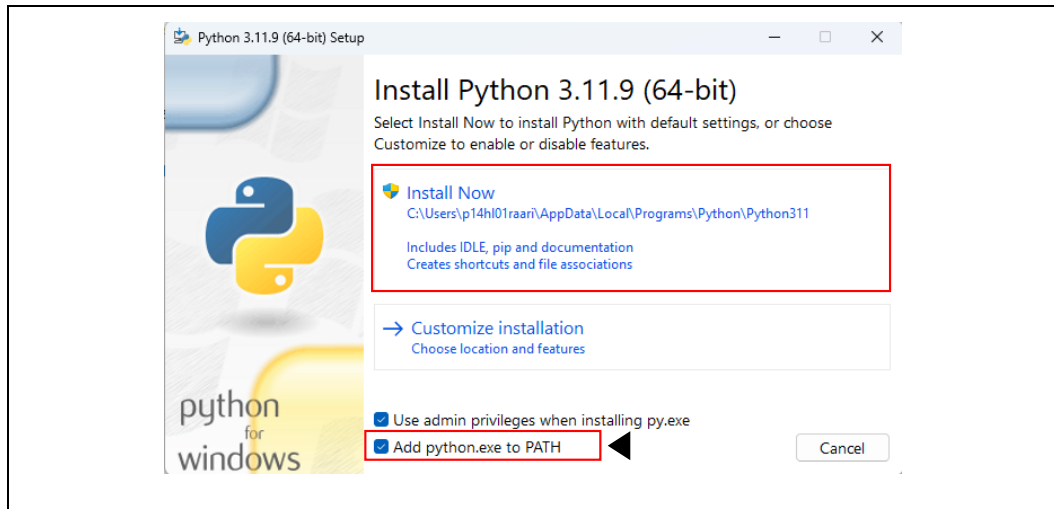 Python 3.11.9 (64-bit) Setup
Install Python 3.11.9 (64-bit)
Select Install Now to install Python with default settings, or choose
Customize to enable or disable features.
Install Now
C:\Users\p14hl01raari\AppData\Local\Programs\Python\Python311
Includes IDLE, pip and documentation
Creates shortcuts and file associations
Customize installation
Choose location and features
python
for
windows
Use admin privileges when installing py.exe
Add python.exe to PATH
Cancel